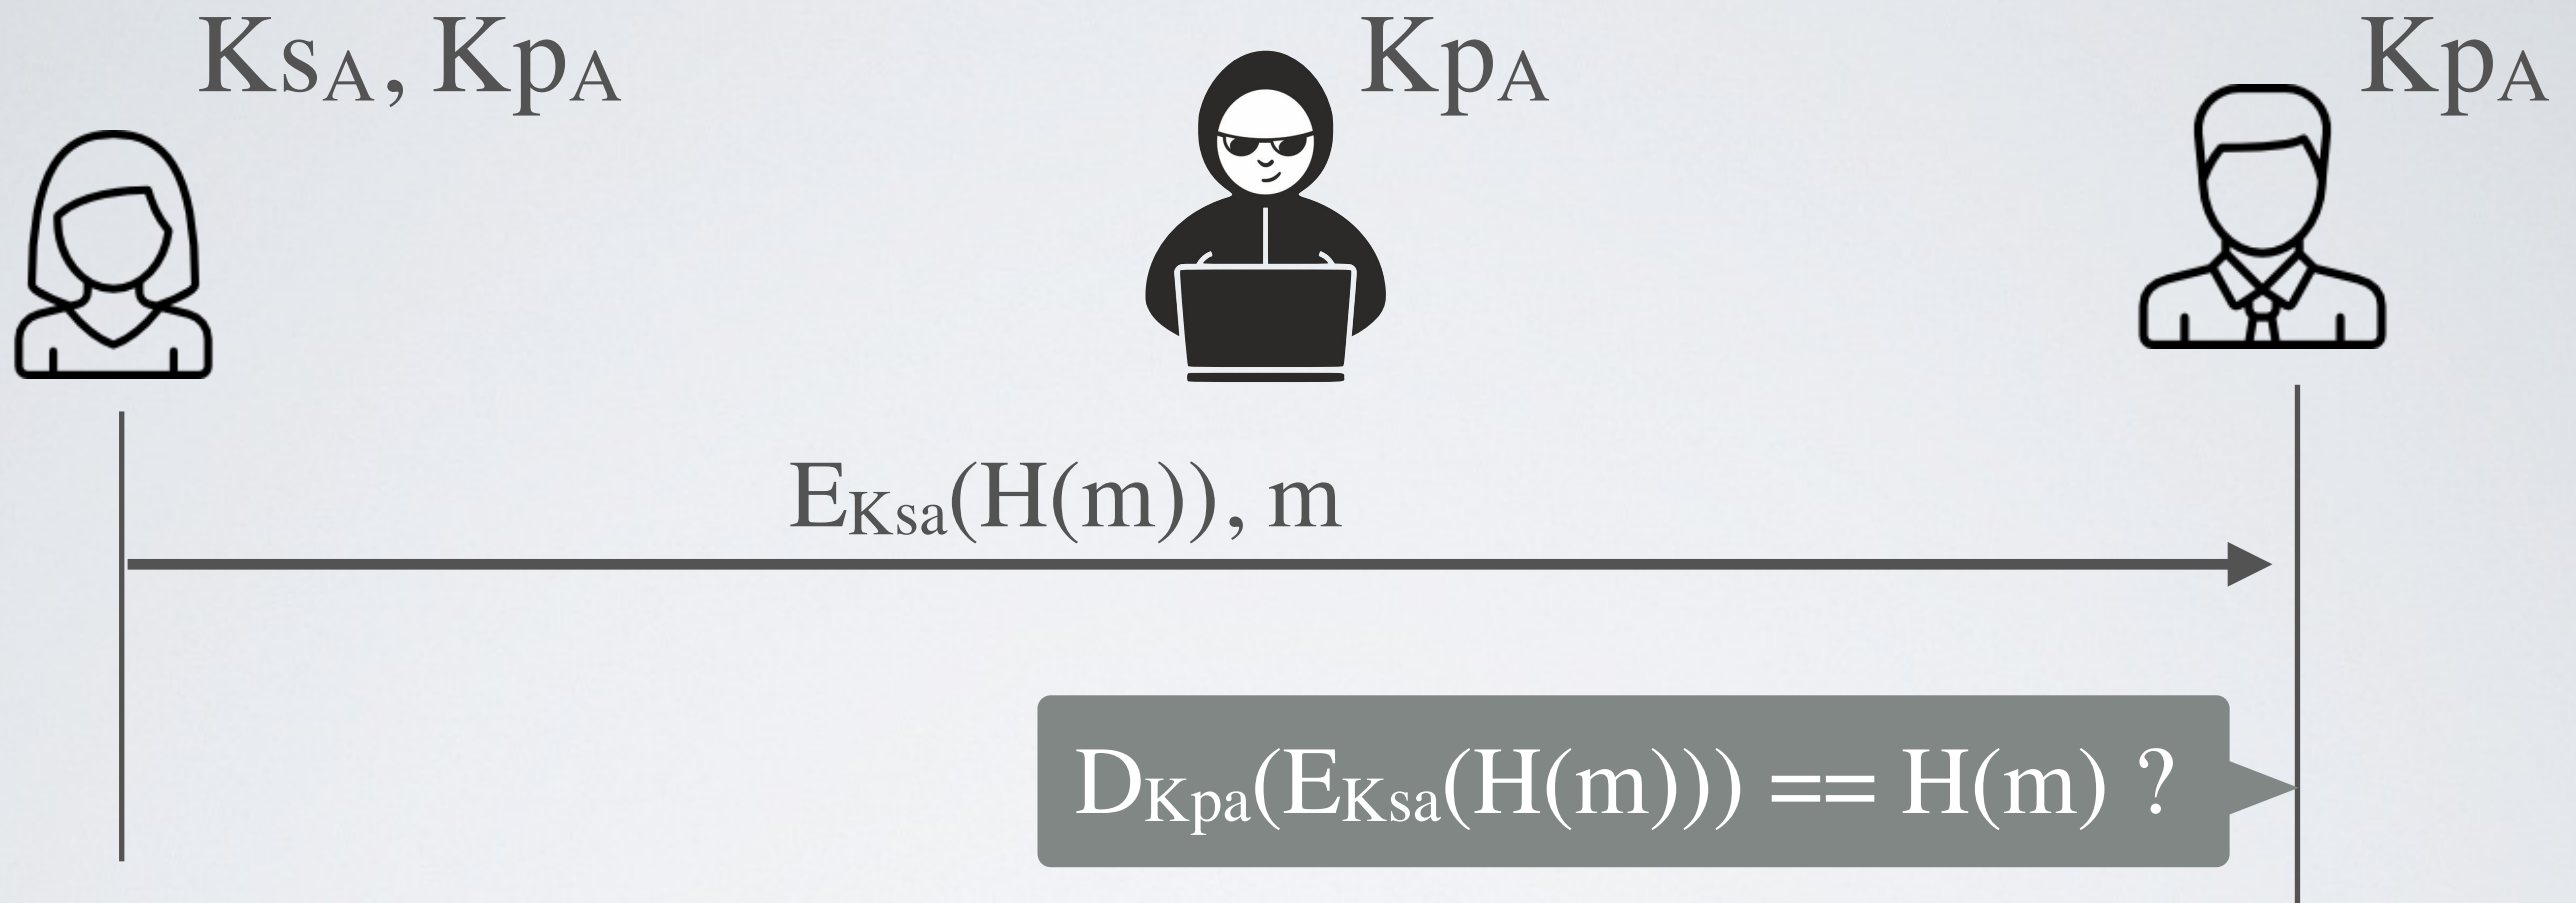 KsA, KpA
KpA
KpA
EKsa(H(m)), m
DKpa(EKsa(H(m))) == H(m) ?